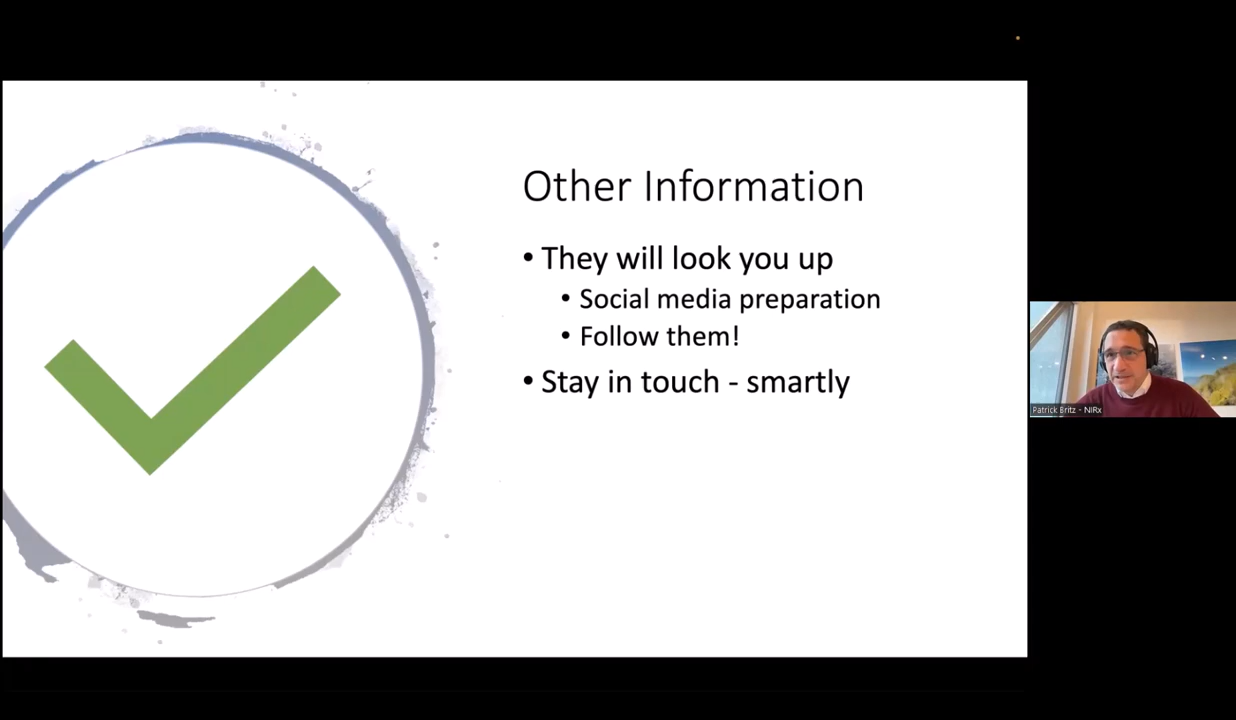 Other Information
• They will look you up
• Social media preparation
• Follow them!
• Stay in touch - smartly
Patrick Britz - NIRx